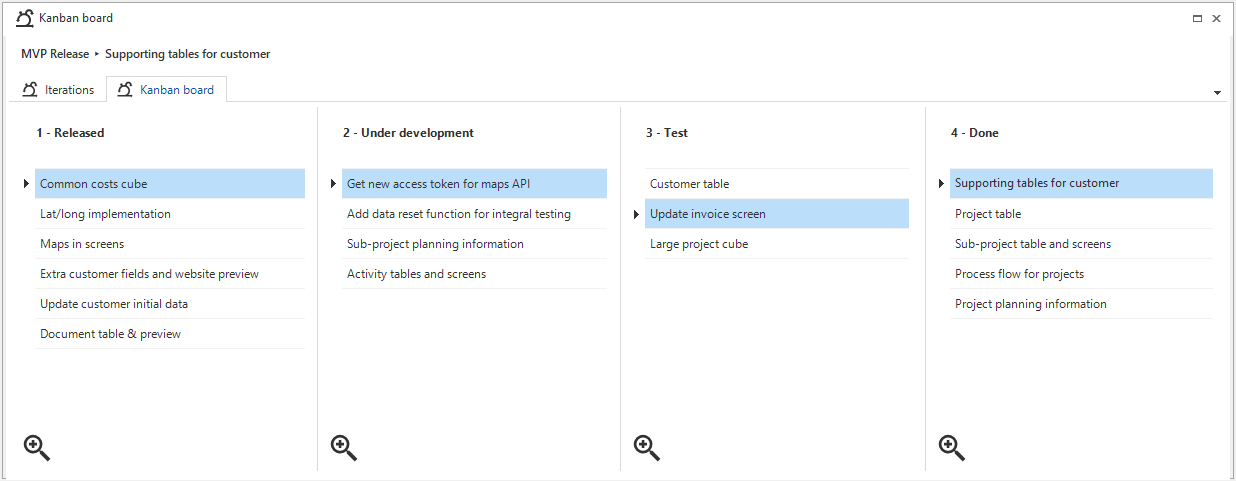 Kanban board
MVP Release ▸ Supporting tables for customer
Iterations
Kanban board
1 - Released
Common costs cube
Lat/long implementation
Maps in screens
Extra customer fields and website preview
Update customer initial data
Document table & preview
2 - Under development
Get new access token for maps API
Add data reset function for integral testing
Sub-project planning information
Activity tables and screens
3 - Test
Customer table
Update invoice screen
Large project cube
4 - Done
Supporting tables for customer
Project table
Sub-project table and screens
Process flow for projects
Project planning information